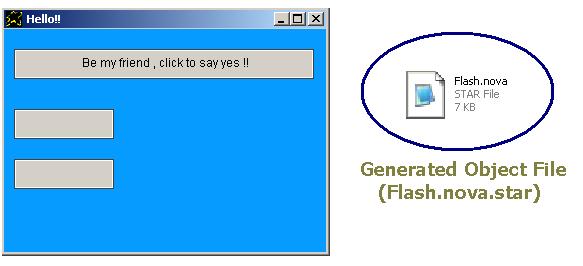 Hello!!
Be my friend , click to say yes !!
Flash.nova
STAR File
7 KB
Generated Object File
(Flash.nova.star)